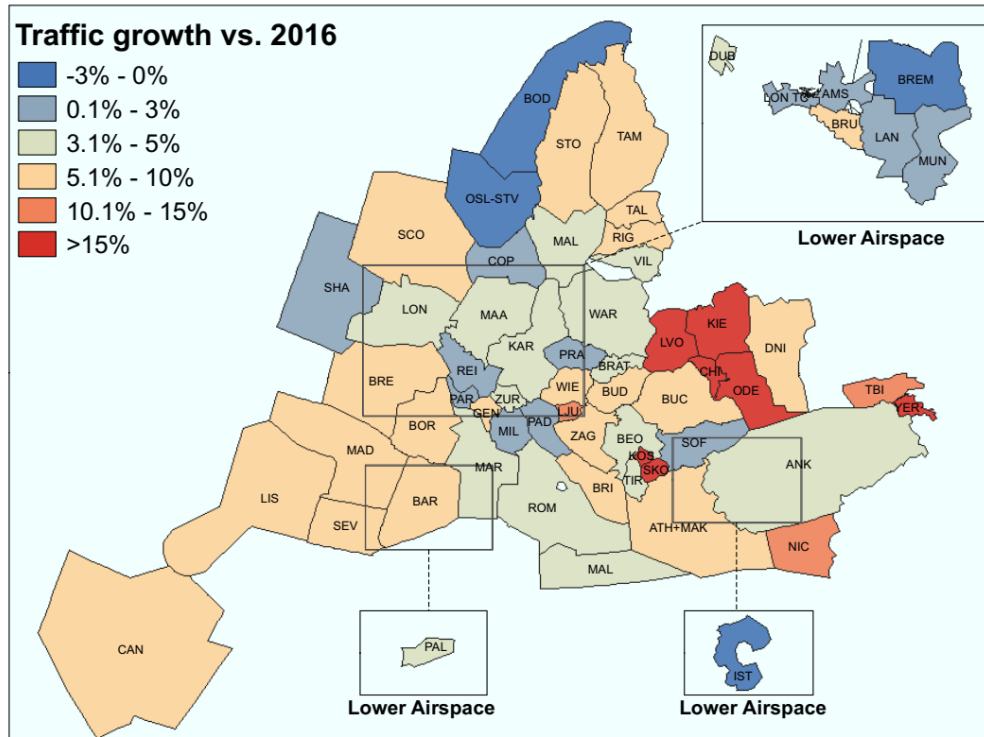 Traffic growth vs. 2016
-3% - 0%
0.1% - 3%
3.1% - 5%
5.1% - 10%
10.1% - 15%
>15%
DUB
LON TC
AMS
BREM
BRU
LAN
MUN
Lower Airspace
BOD
STO
TAM
OSL-STV
TAL
RIG
SCO
MAL
VIL
COP
SHA
LON
MAA
WAR
KAR
KIE
LVO
DNI
PRA
BRAT
CHI
ODE
REI
BRE
WIE
BUD
BUC
TBI
YER
PAR
ZUR
GEN
LJU
BOR
MIL
PAD
ZAG
BEO
SOF
MAD
MAR
KOS
SKO
ANK
TIR
LIS
BAR
BRI
SEV
ROM
ATH+MAK
NIC
MAL
CAN
PAL
Lower Airspace
IST
Lower Airspace